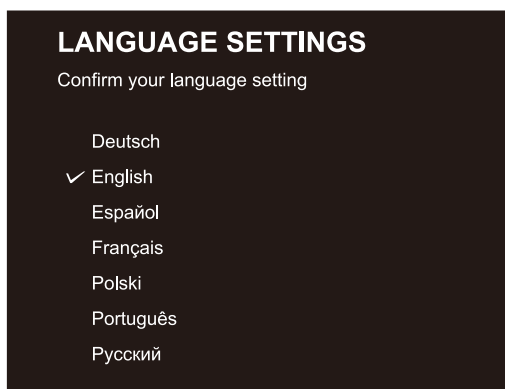 LANGUAGE SETTINGS
Confirm your language setting
Deutsch
✓ English
Espaйol
Français
Polski
Português
Русский